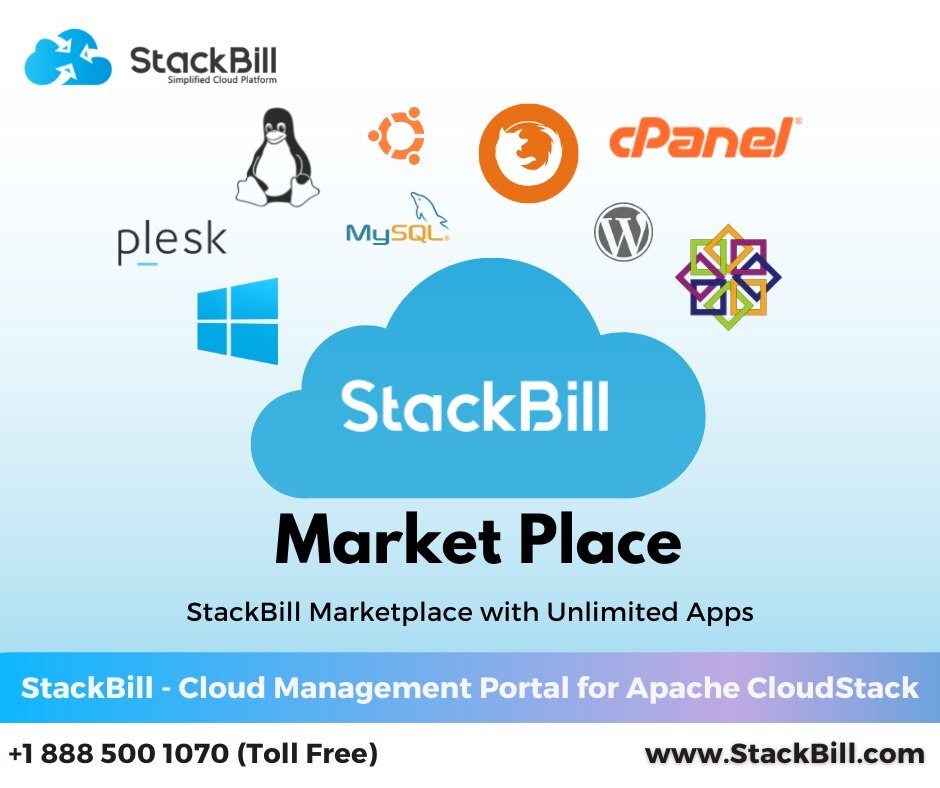 StackBill
Simplified Cloud Platform
cPanel®
plesk
MySQL®
W
StackBill
Market Place
StackBill Marketplace with Unlimited Apps
StackBill - Cloud Management Portal for Apache CloudStack
+1 888 500 1070 (Toll Free)
www.StackBill.com